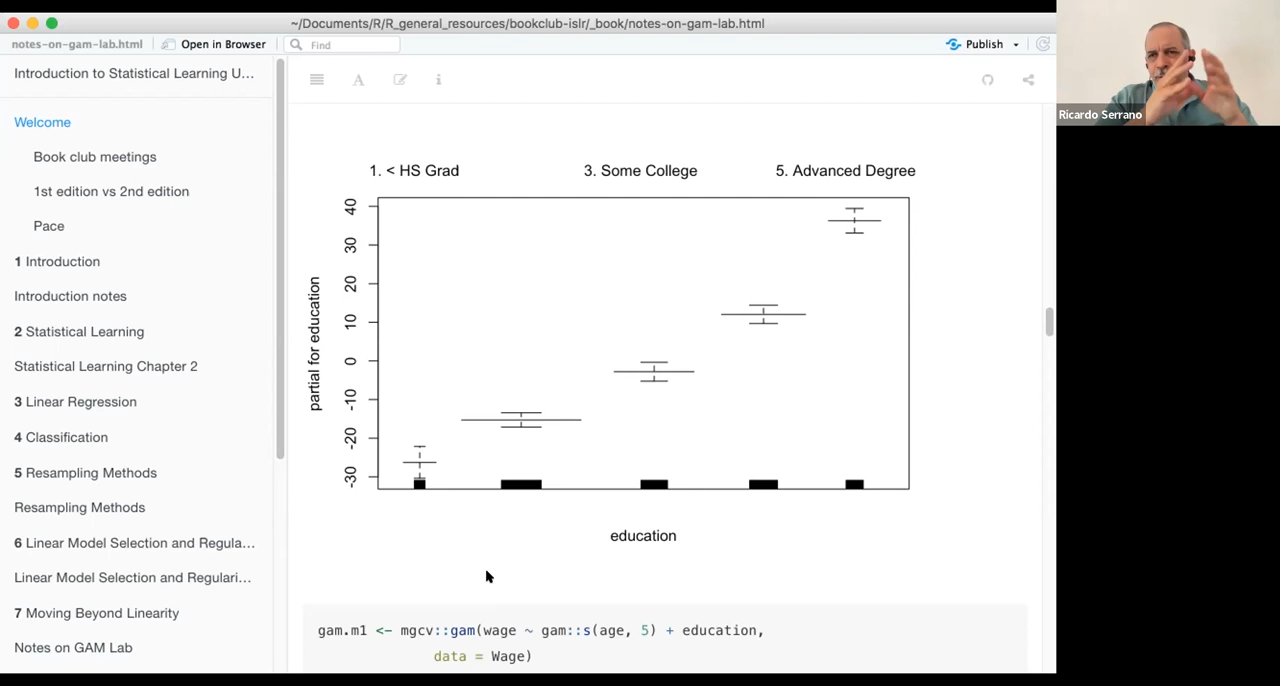 ~/Documents/R/R_general_resources/bookclub-islr/_book/notes-on-gam-lab.html
notes-on-gam-lab.html
Open in Browser
Find
Publish
Introduction to Statistical Learning U...
Welcome
Book club meetings
1st edition vs 2nd edition
Pace
1 Introduction
Introduction notes
2 Statistical Learning
Statistical Learning Chapter 2
3 Linear Regression
4 Classification
5 Resampling Methods
Resampling Methods
6 Linear Model Selection and Regula...
Linear Model Selection and Regulari...
7 Moving Beyond Linearity
Notes on GAM Lab
A
i
1. < HS Grad
3. Some College
5. Advanced Degree
40
30
20
10
0
-10
-20
-30
partial for education
education
gam.m1 <- mgcv::gam(wage ~ gam::s(age, 5) + education,
data = Wage)
Ricardo Serrano